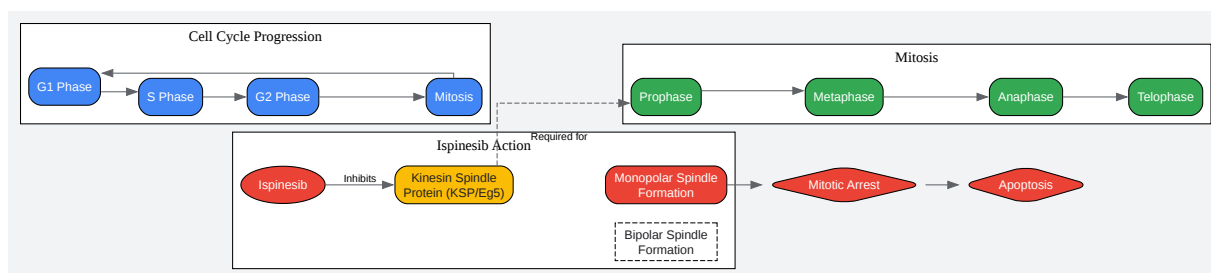 Cell Cycle Progression
G1 Phase
S Phase
G2 Phase
Mitosis
Mitosis
Prophase
Metaphase
Anaphase
Telophase
Required for
Ispinesib Action
Ispinesib
Inhibits
Kinesin Spindle
Protein (KSP/Eg5)
Monopolar Spindle
Formation
Mitotic Arrest
Apoptosis
Bipolar Spindle
Formation